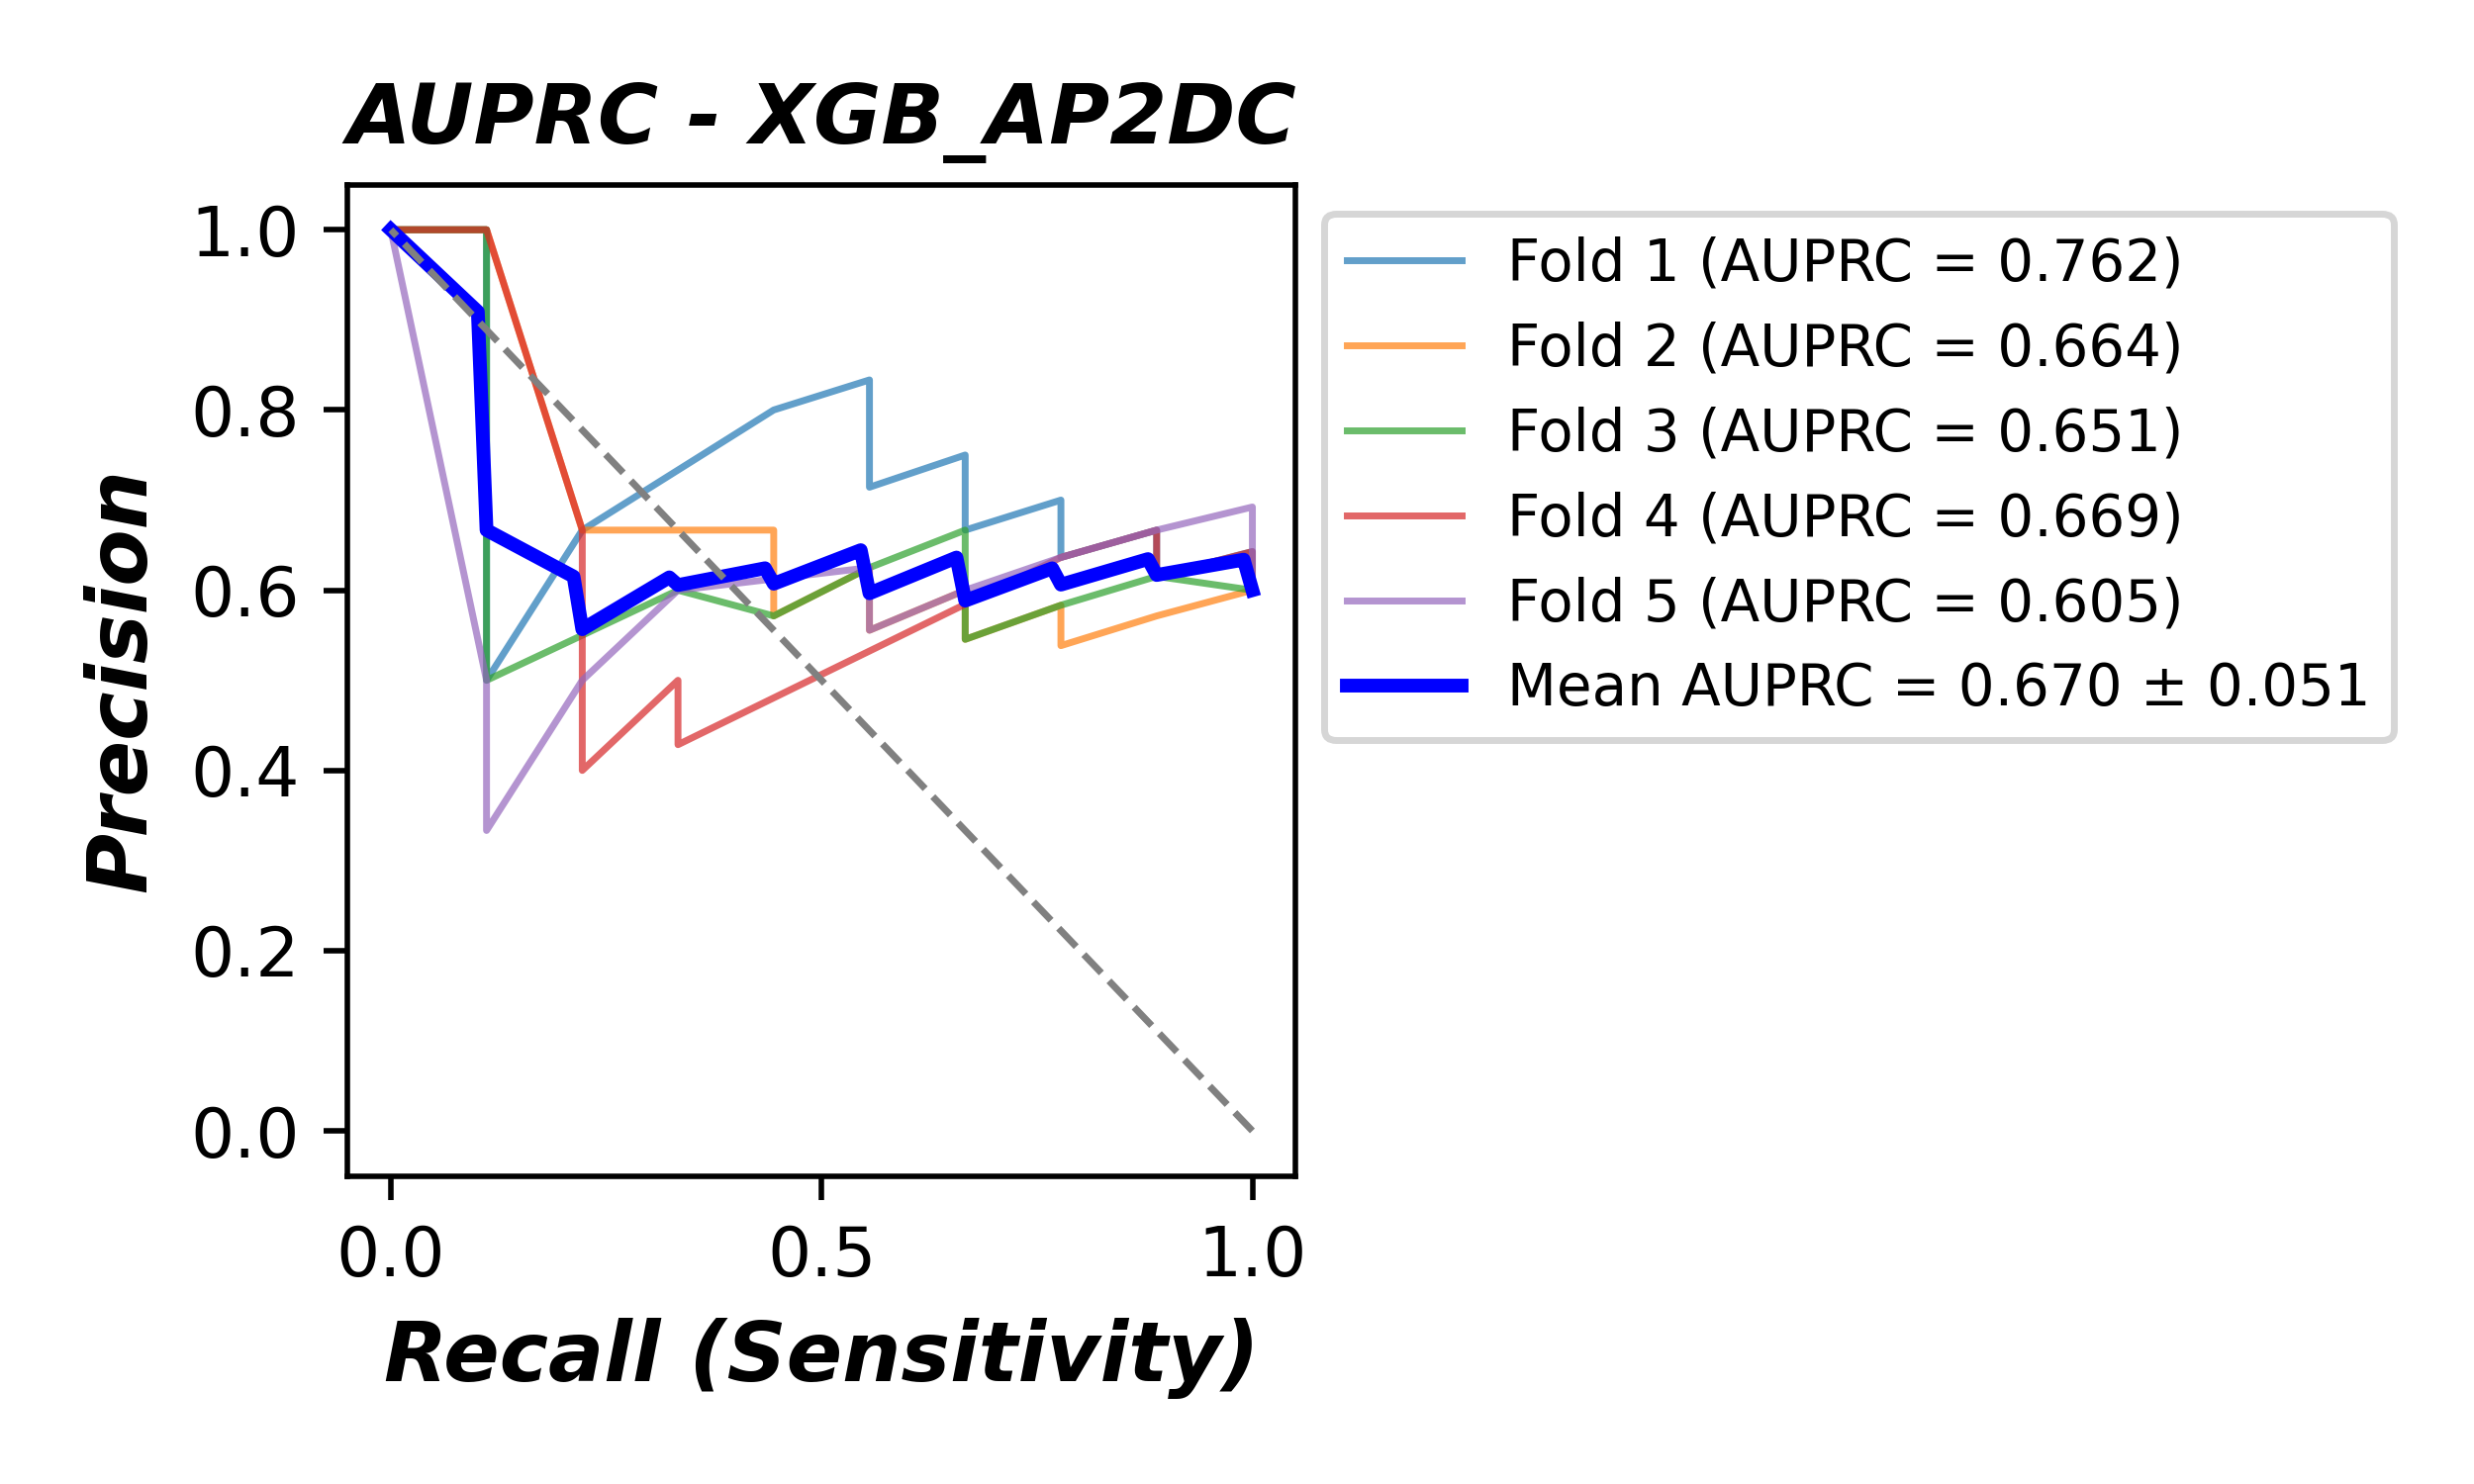 AUPRC - XGB_AP2DC
Precision
1.0
0.8
0.6
0.4
0.2
0.0
0.0 0.5 1.0
Recall (Sensitivity)
Fold 1 (AUPRC = 0.762)
Fold 2 (AUPRC = 0.664)
Fold 3 (AUPRC = 0.651)
Fold 4 (AUPRC = 0.669)
Fold 5 (AUPRC = 0.605)
Mean AUPRC = 0.670 ± 0.051